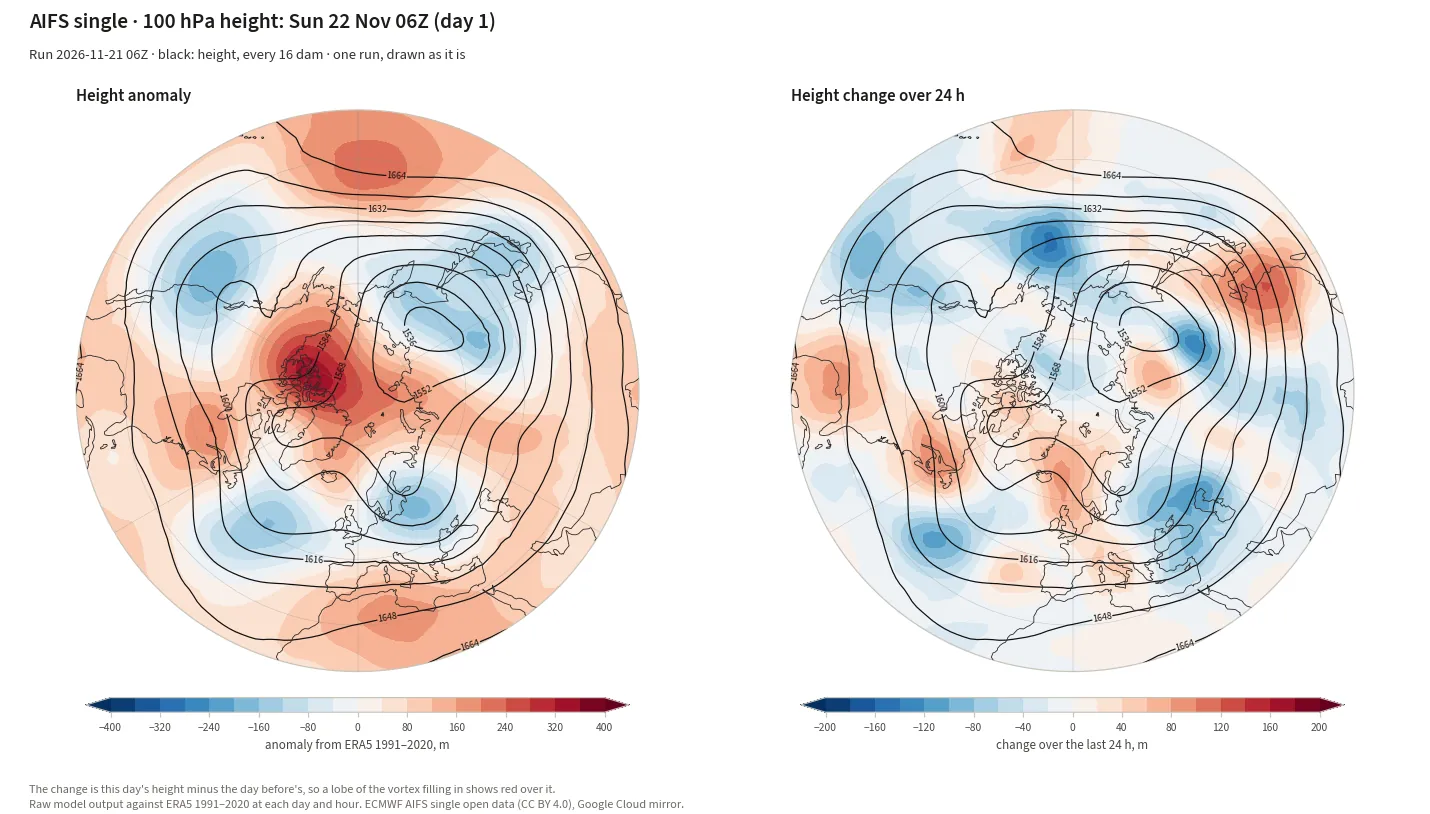 AIFS single · 100 hPa height: Sun 22 Nov 06Z (day 1)
Run 2026-11-21 06Z · black: height, every 16 dam · one run, drawn as it is
Height anomaly
1664
1632
1584
1568
1536
1552
1600
1664
1616
1648
1664
−400 −320 −240 −160 −80 0 80 160 240 320 400
anomaly from ERA5 1991–2020, m
Height change over 24 h
1664
1632
1584
1568
1536
1552
1600
1664
1616
1648
1664
−200 −160 −120 −80 −40 0 40 80 120 160 200
change over the last 24 h, m
The change is this day's height minus the day before's, so a lobe of the vortex filling in shows red over it.
Raw model output against ERA5 1991–2020 at each day and hour. ECMWF AIFS single open data (CC BY 4.0), Google Cloud mirror.